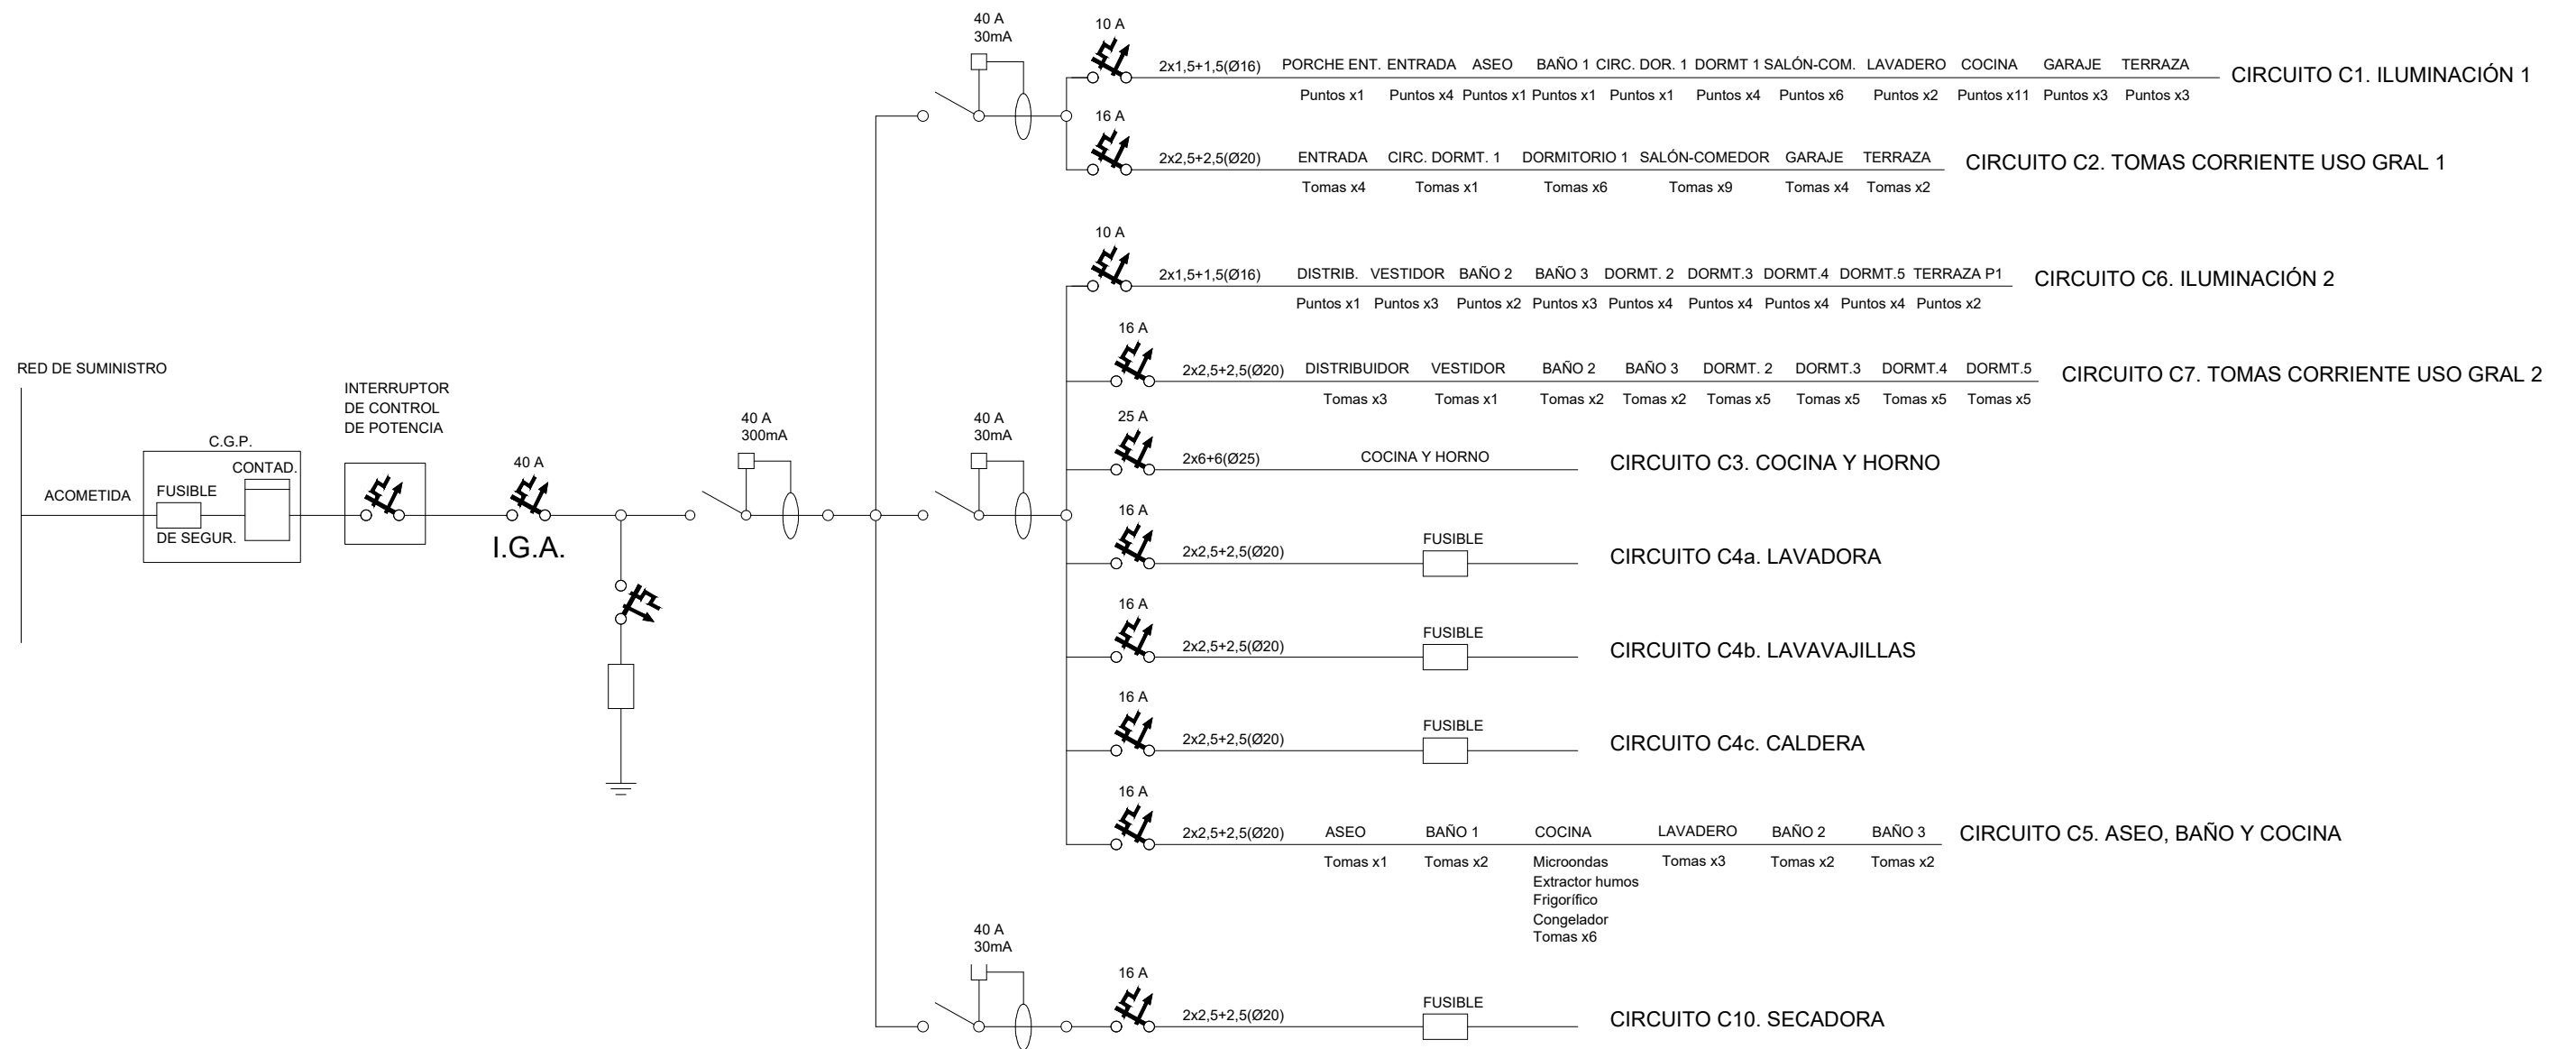 40 A
30mA
10 A
2x1,5+1,5(Ø16) PORCHE ENT. ENTRADA ASEO BAÑO 1 CIRC. DOR. 1 DORMT 1 SALÓN-COM. LAVADERO COCINA GARAJE TERRAZA CIRCUITO C1. ILUMINACIÓN 1
Puntos x1 Puntos x4 Puntos x1 Puntos x1 Puntos x1 Puntos x4 Puntos x6 Puntos x2 Puntos x11 Puntos x3 Puntos x3
16 A
2x2,5+2,5(Ø20) ENTRADA CIRC. DORMT. 1 DORMITORIO 1 SALÓN-COMEDOR GARAJE TERRAZA CIRCUITO C2. TOMAS CORRIENTE USO GRAL 1
Tomas x4 Tomas x1 Tomas x6 Tomas x9 Tomas x4 Tomas x2
10 A
2x1,5+1,5(Ø16) DISTRIB. VESTIDOR BAÑO 2 BAÑO 3 DORMT. 2 DORMT.3 DORMT.4 DORMT.5 TERRAZA P1 CIRCUITO C6. ILUMINACIÓN 2
Puntos x1 Puntos x3 Puntos x2 Puntos x3 Puntos x4 Puntos x4 Puntos x4 Puntos x4 Puntos x2
16 A
2x2,5+2,5(Ø20) DISTRIBUIDOR VESTIDOR BAÑO 2 BAÑO 3 DORMT. 2 DORMT.3 DORMT.4 DORMT.5 CIRCUITO C7. TOMAS CORRIENTE USO GRAL 2
Tomas x3 Tomas x1 Tomas x2 Tomas x2 Tomas x5 Tomas x5 Tomas x5 Tomas x5
RED DE SUMINISTRO
INTERRUPTOR
DE CONTROL
DE POTENCIA
C.G.P.
CONTAD.
ACOMETIDA
FUSIBLE
DE SEGUR.
40 A
I.G.A.
40 A
300mA
40 A
30mA
25 A
2x6+6(Ø25) COCINA Y HORNO CIRCUITO C3. COCINA Y HORNO
16 A
2x2,5+2,5(Ø20) FUSIBLE CIRCUITO C4a. LAVADORA
16 A
2x2,5+2,5(Ø20) FUSIBLE CIRCUITO C4b. LAVAVAJILLAS
16 A
2x2,5+2,5(Ø20) FUSIBLE CIRCUITO C4c. CALDERA
16 A
2x2,5+2,5(Ø20) ASEO BAÑO 1 COCINA LAVADERO BAÑO 2 BAÑO 3 CIRCUITO C5. ASEO, BAÑO Y COCINA
Tomas x1 Tomas x2 Microondas Tomas x3 Tomas x2 Tomas x2
Extractor humos
Frigorífico
Congelador
Tomas x6
40 A
30mA
16 A
2x2,5+2,5(Ø20) FUSIBLE CIRCUITO C10. SECADORA